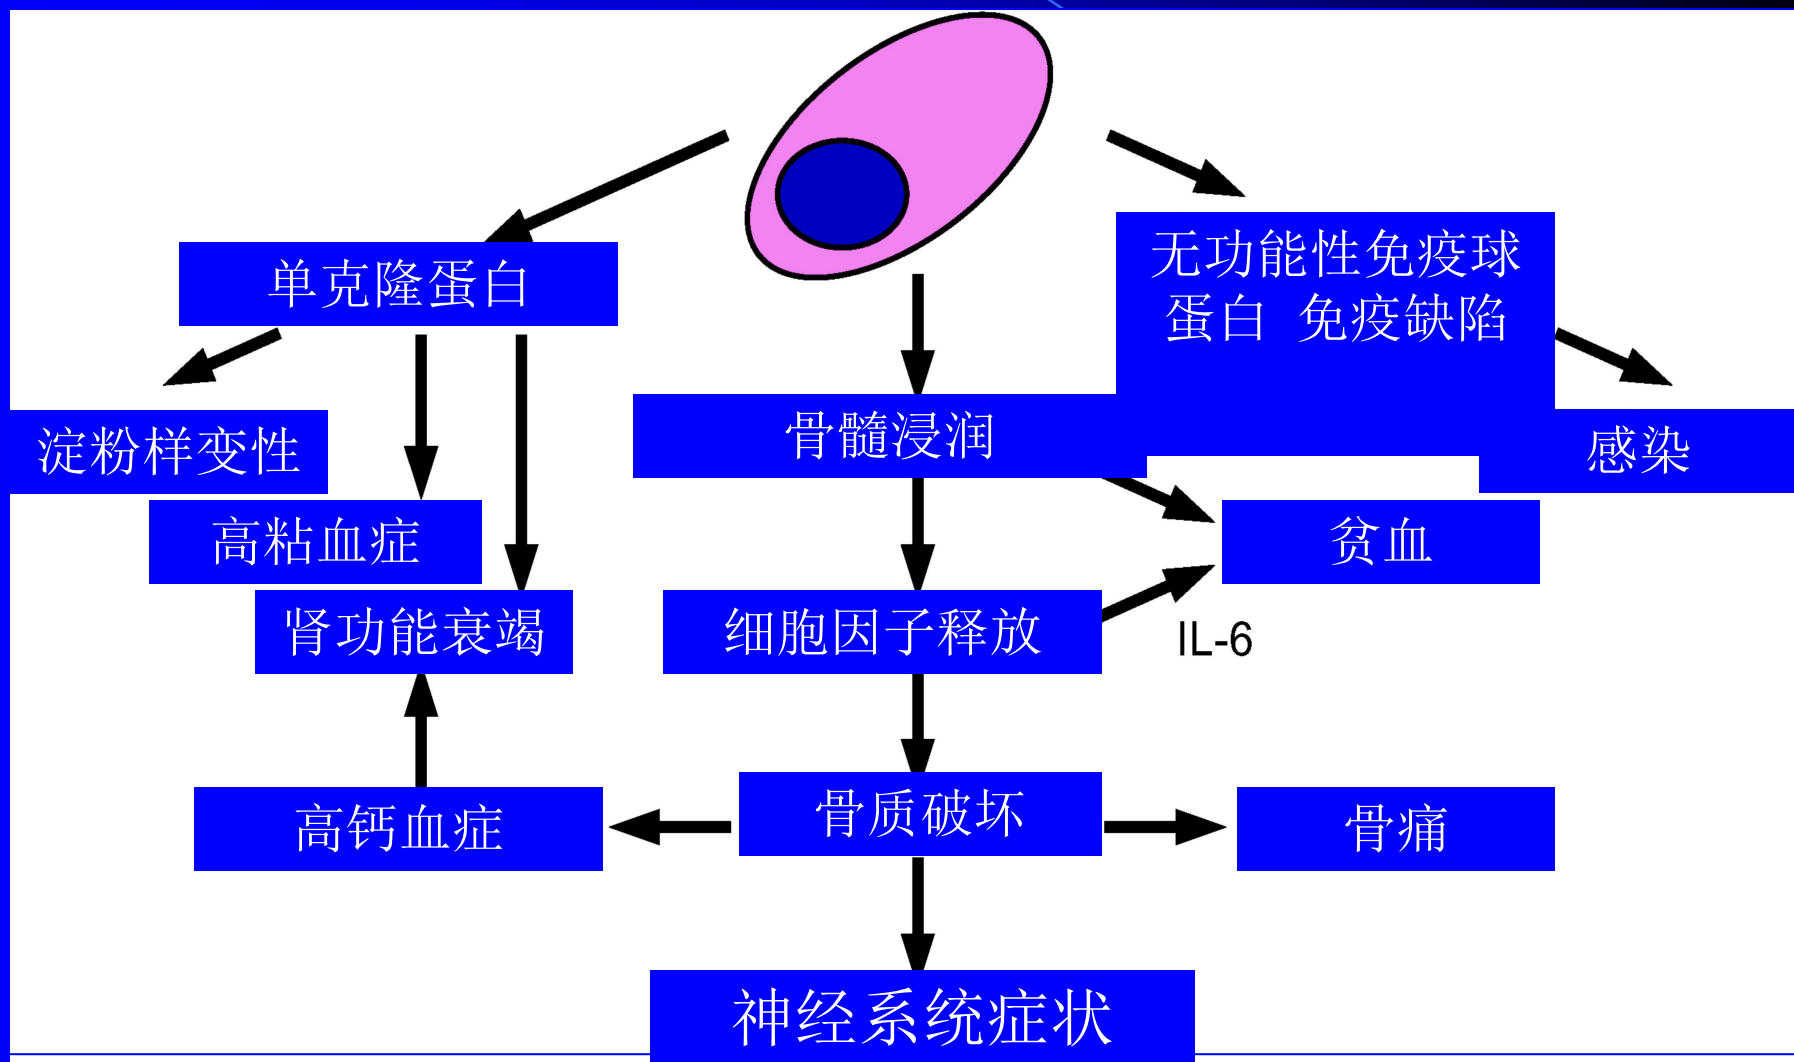 单克隆蛋白
无功能性免疫球
蛋白 免疫缺陷
淀粉样变性
骨髓浸润
感染
高粘血症
贫血
肾功能衰竭
细胞因子释放
IL-6
高钙血症
骨质破坏
骨痛
神经系统症状